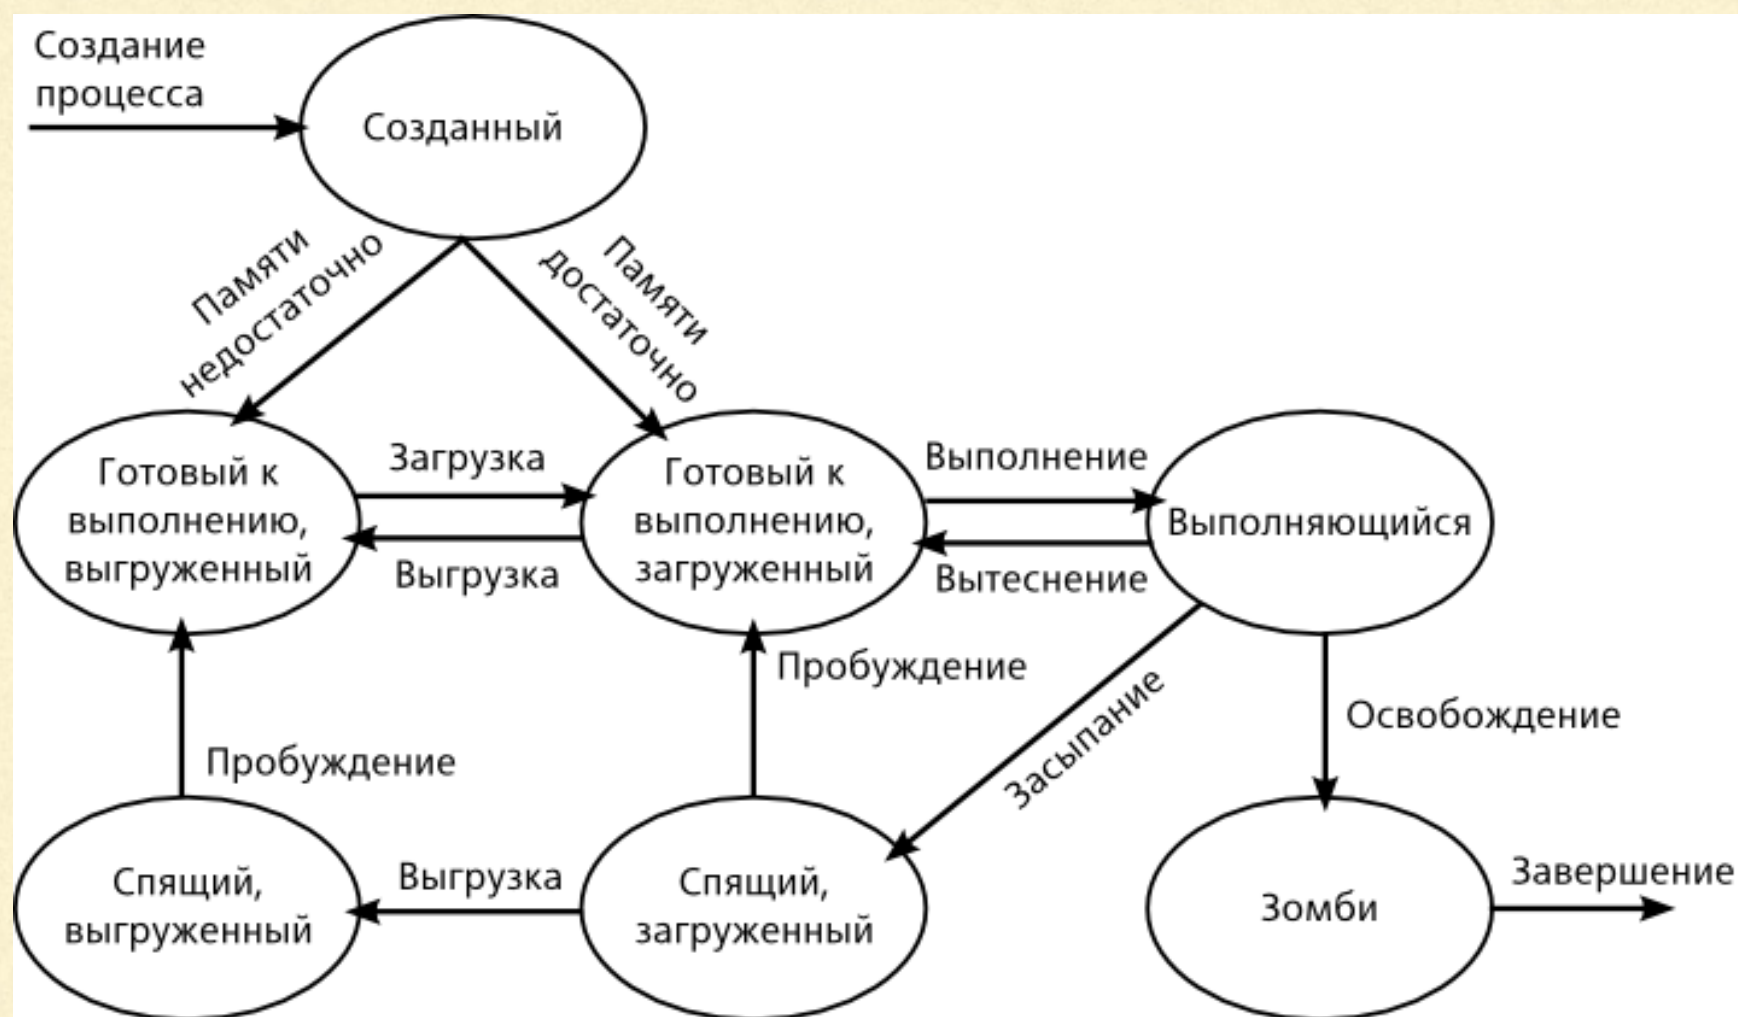 Создание
процесса
Созданный
Памяти
недостаточно
Памяти
достаточно
Готовый к
выполнению,
выгруженный
Загрузка
Выгрузка
Готовый к
выполнению,
загруженный
Выполнение
Вытеснение
Выполняющийся
Пробуждение
Пробуждение
Засыпание
Освобождение
Спящий,
выгруженный
Выгрузка
Спящий,
загруженный
Зомби
Завершение